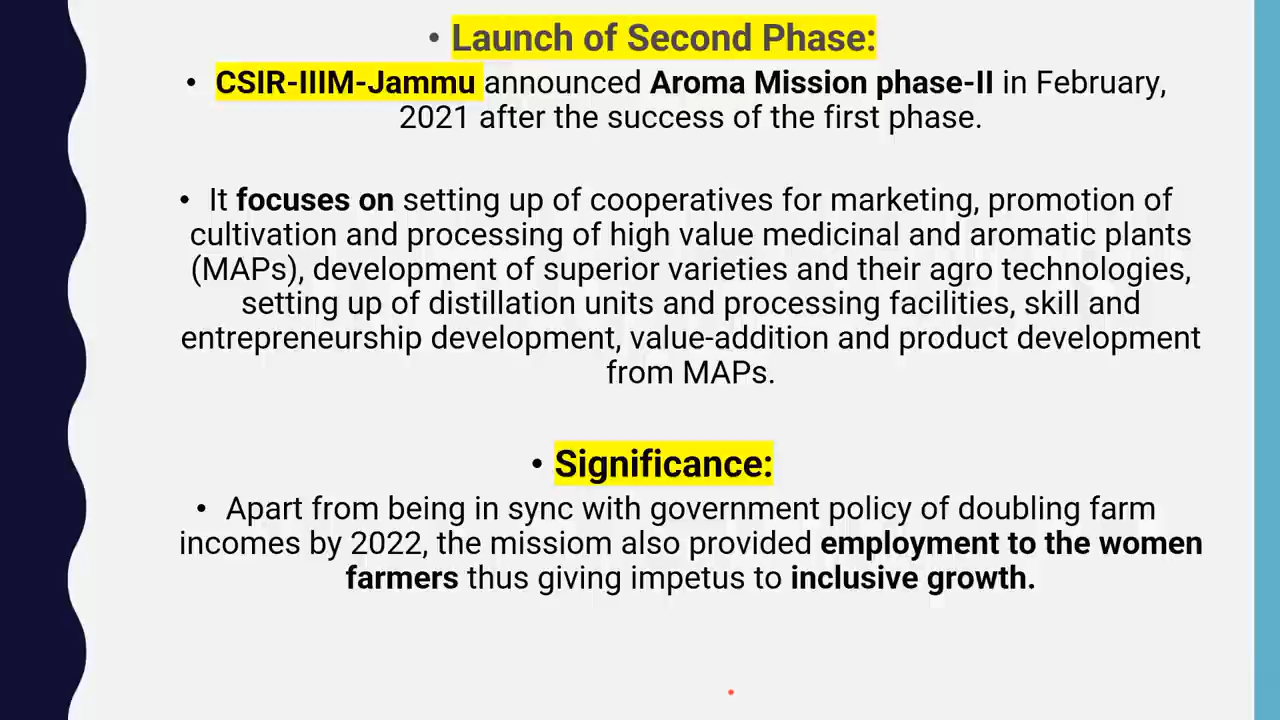 • Launch of Second Phase:
• CSIR-IIIM-Jammu announced Aroma Mission phase-II in February,
2021 after the success of the first phase.
• It focuses on setting up of cooperatives for marketing, promotion of
cultivation and processing of high value medicinal and aromatic plants
(MAPs), development of superior varieties and their agro technologies,
setting up of distillation units and processing facilities, skill and
entrepreneurship development, value-addition and product development
from MAPs.
• Significance:
• Apart from being in sync with government policy of doubling farm
incomes by 2022, the missiom also provided employment to the women
farmers thus giving impetus to inclusive growth.